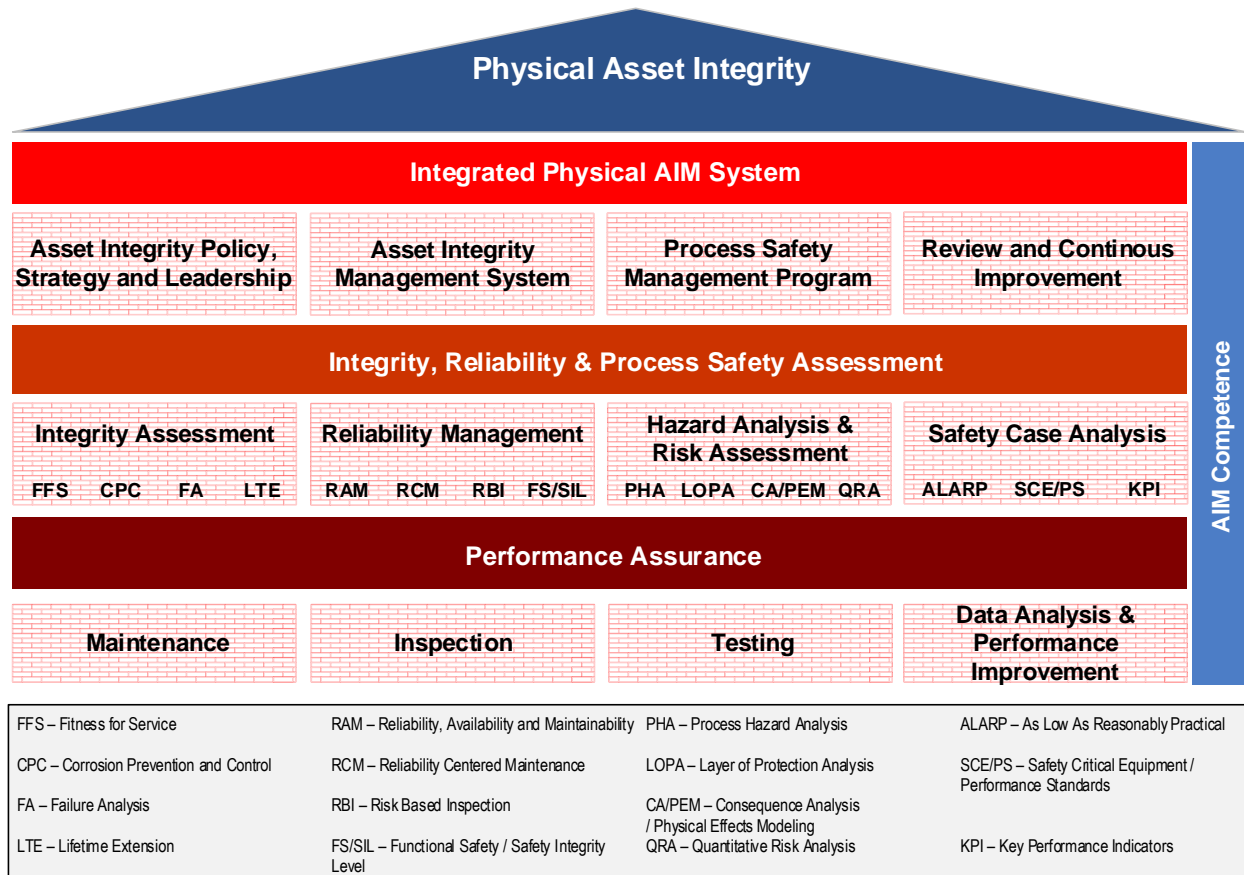 Physical Asset Integrity
Integrated Physical AIM System
Asset Integrity Policy,
Strategy and Leadership
Asset Integrity
Management System
Process Safety
Management Program
Review and Continous
Improvement
Integrity, Reliability & Process Safety Assessment
Integrity Assessment
FFS CPC FA LTE
Reliability Management
RAM RCM RBI FS/SIL
Hazard Analysis &
Risk Assessment
PHA LOPA CA/PEM QRA
Safety Case Analysis
ALARP SCE/PS KPI
Performance Assurance
Maintenance
Inspection
Testing
Data Analysis &
Performance
Improvement
AIM Competence
FFS – Fitness for Service
CPC – Corrosion Prevention and Control
FA – Failure Analysis
LTE – Lifetime Extension
RAM – Reliability, Availability and Maintainability
RCM – Reliability Centered Maintenance
RBI – Risk Based Inspection
FS/SIL – Functional Safety / Safety Integrity
Level
PHA – Process Hazard Analysis
LOPA – Layer of Protection Analysis
CA/PEM – Consequence Analysis
/ Physical Effects Modeling
QRA – Quantitative Risk Analysis
ALARP – As Low As Reasonably Practical
SCE/PS – Safety Critical Equipment /
Performance Standards
KPI – Key Performance Indicators